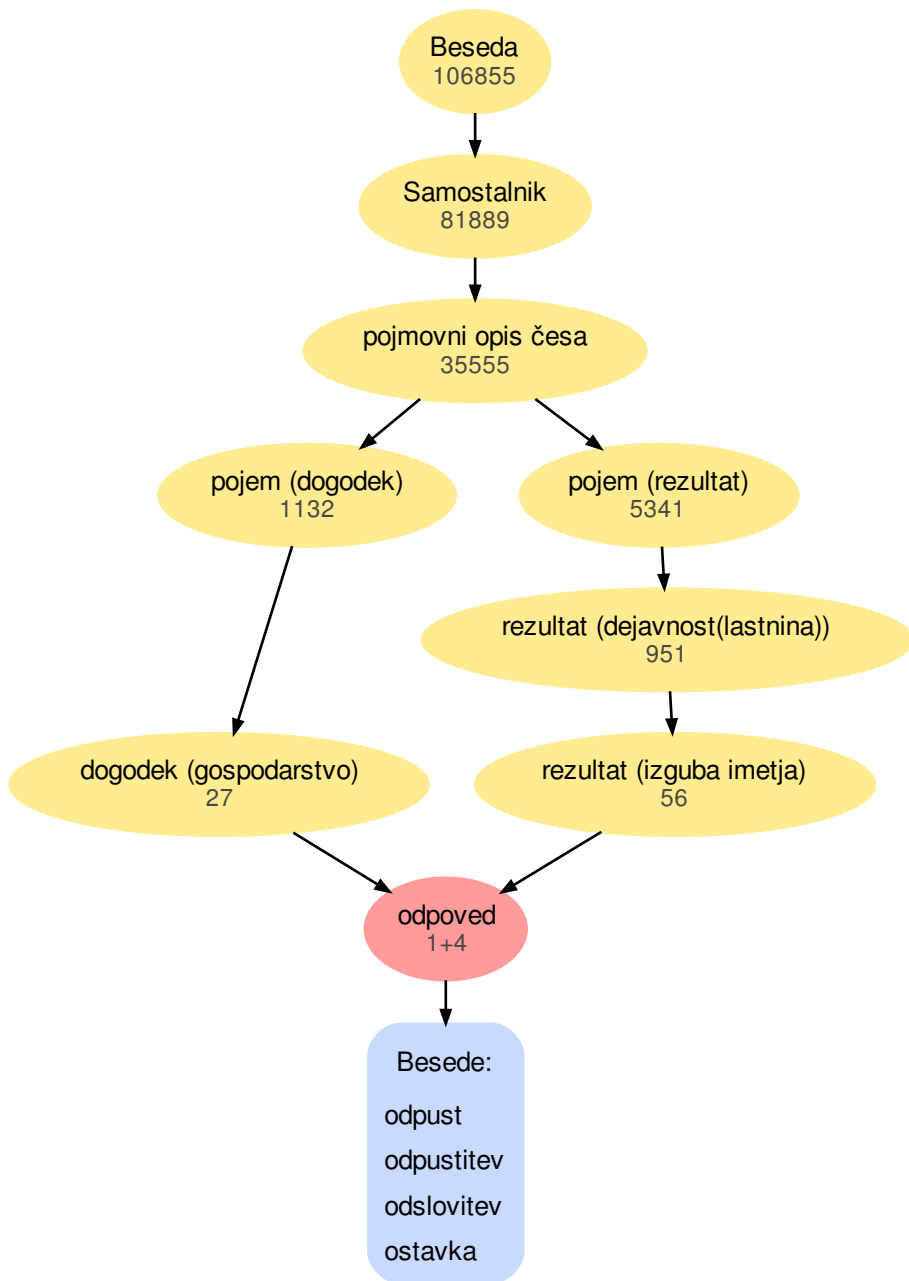 Beseda
106855
Samostalnik
81889
pojmovni opis česa
35555
pojem (dogodek)
1132
pojem (rezultat)
5341
rezultat (dejavnost(lastnina))
951
dogodek (gospodarstvo)
27
rezultat (izguba imetja)
56
odpoved
1+4
Besede:
odpust
odpustitev
odslovitev
ostavka